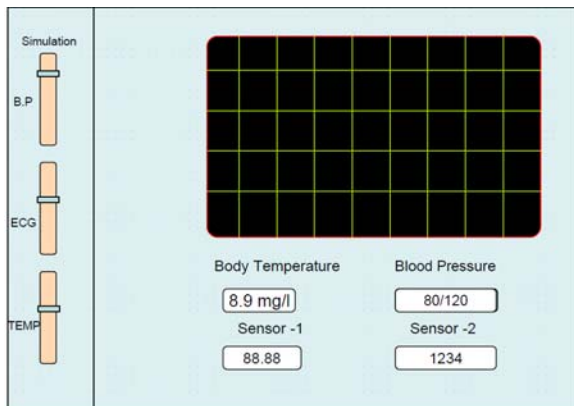 Simulation
B.P
ECG
TEMP
Body Temperature Blood Pressure
8.9 mg/l 80/120
Sensor -1 Sensor -2
88.88 1234